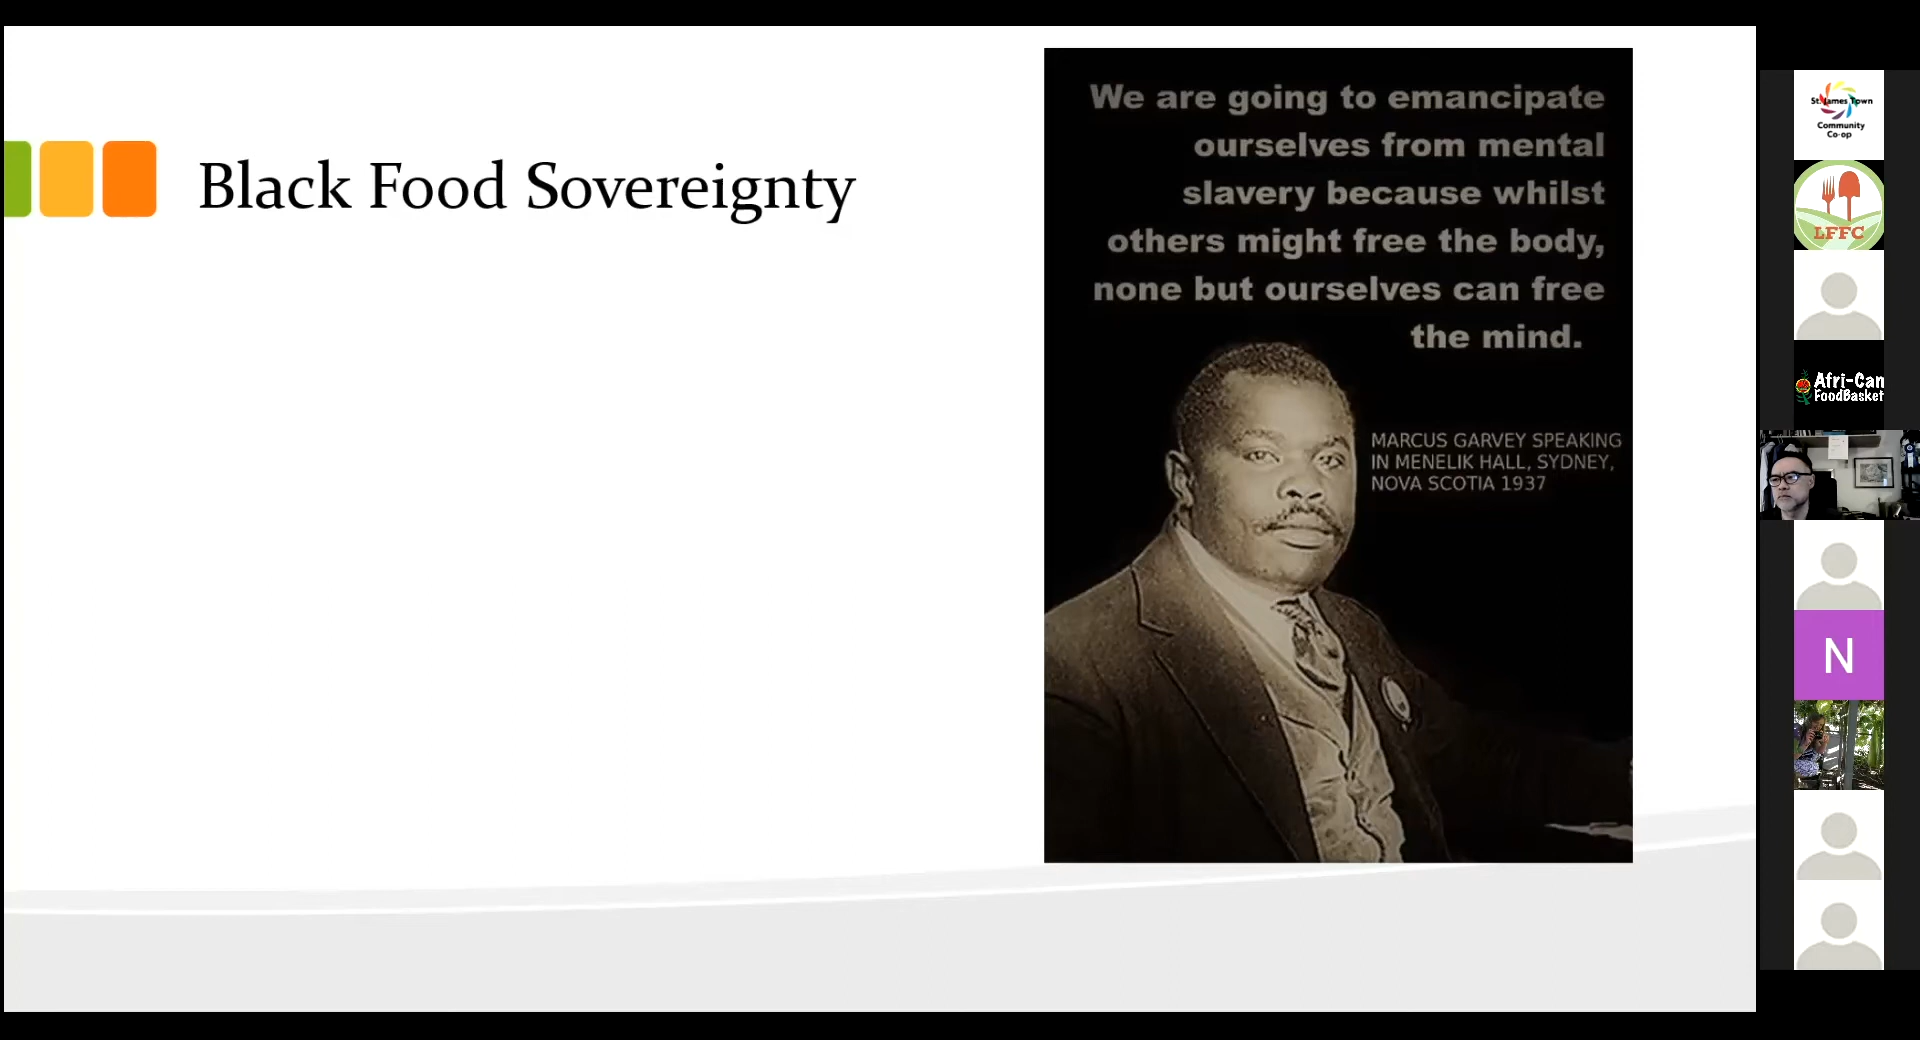 Black Food Sovereignty
We are going to emancipate
ourselves from mental
slavery because whilst
others might free the body,
none but ourselves can free
the mind.
MARCUS GARVEY SPEAKING
IN MENELIK HALL, SYDNEY,
NOVA SCOTIA 1937
St. James Town
Community
Co-op
LFFC
Afri-Can
FoodBasket
N